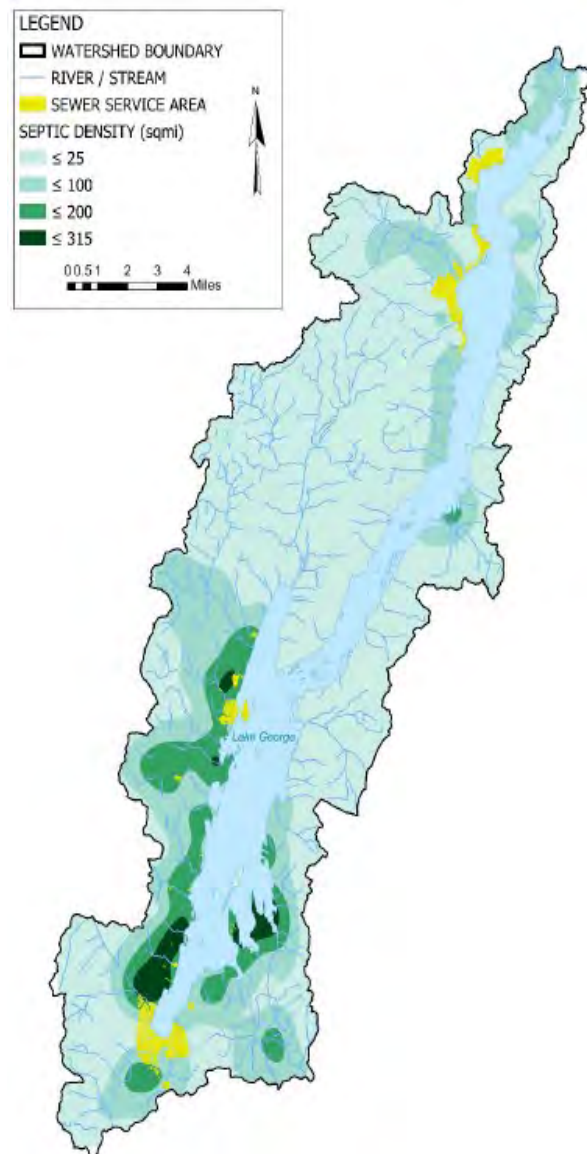 LEGEND
WATERSHED BOUNDARY
RIVER / STREAM
SEWER SERVICE AREA
N
SEPTIC DENSITY (sqmi)
≤ 25
≤ 100
≤ 200
≤ 315
0 0.5 1 2 3 4
Miles
Lake George